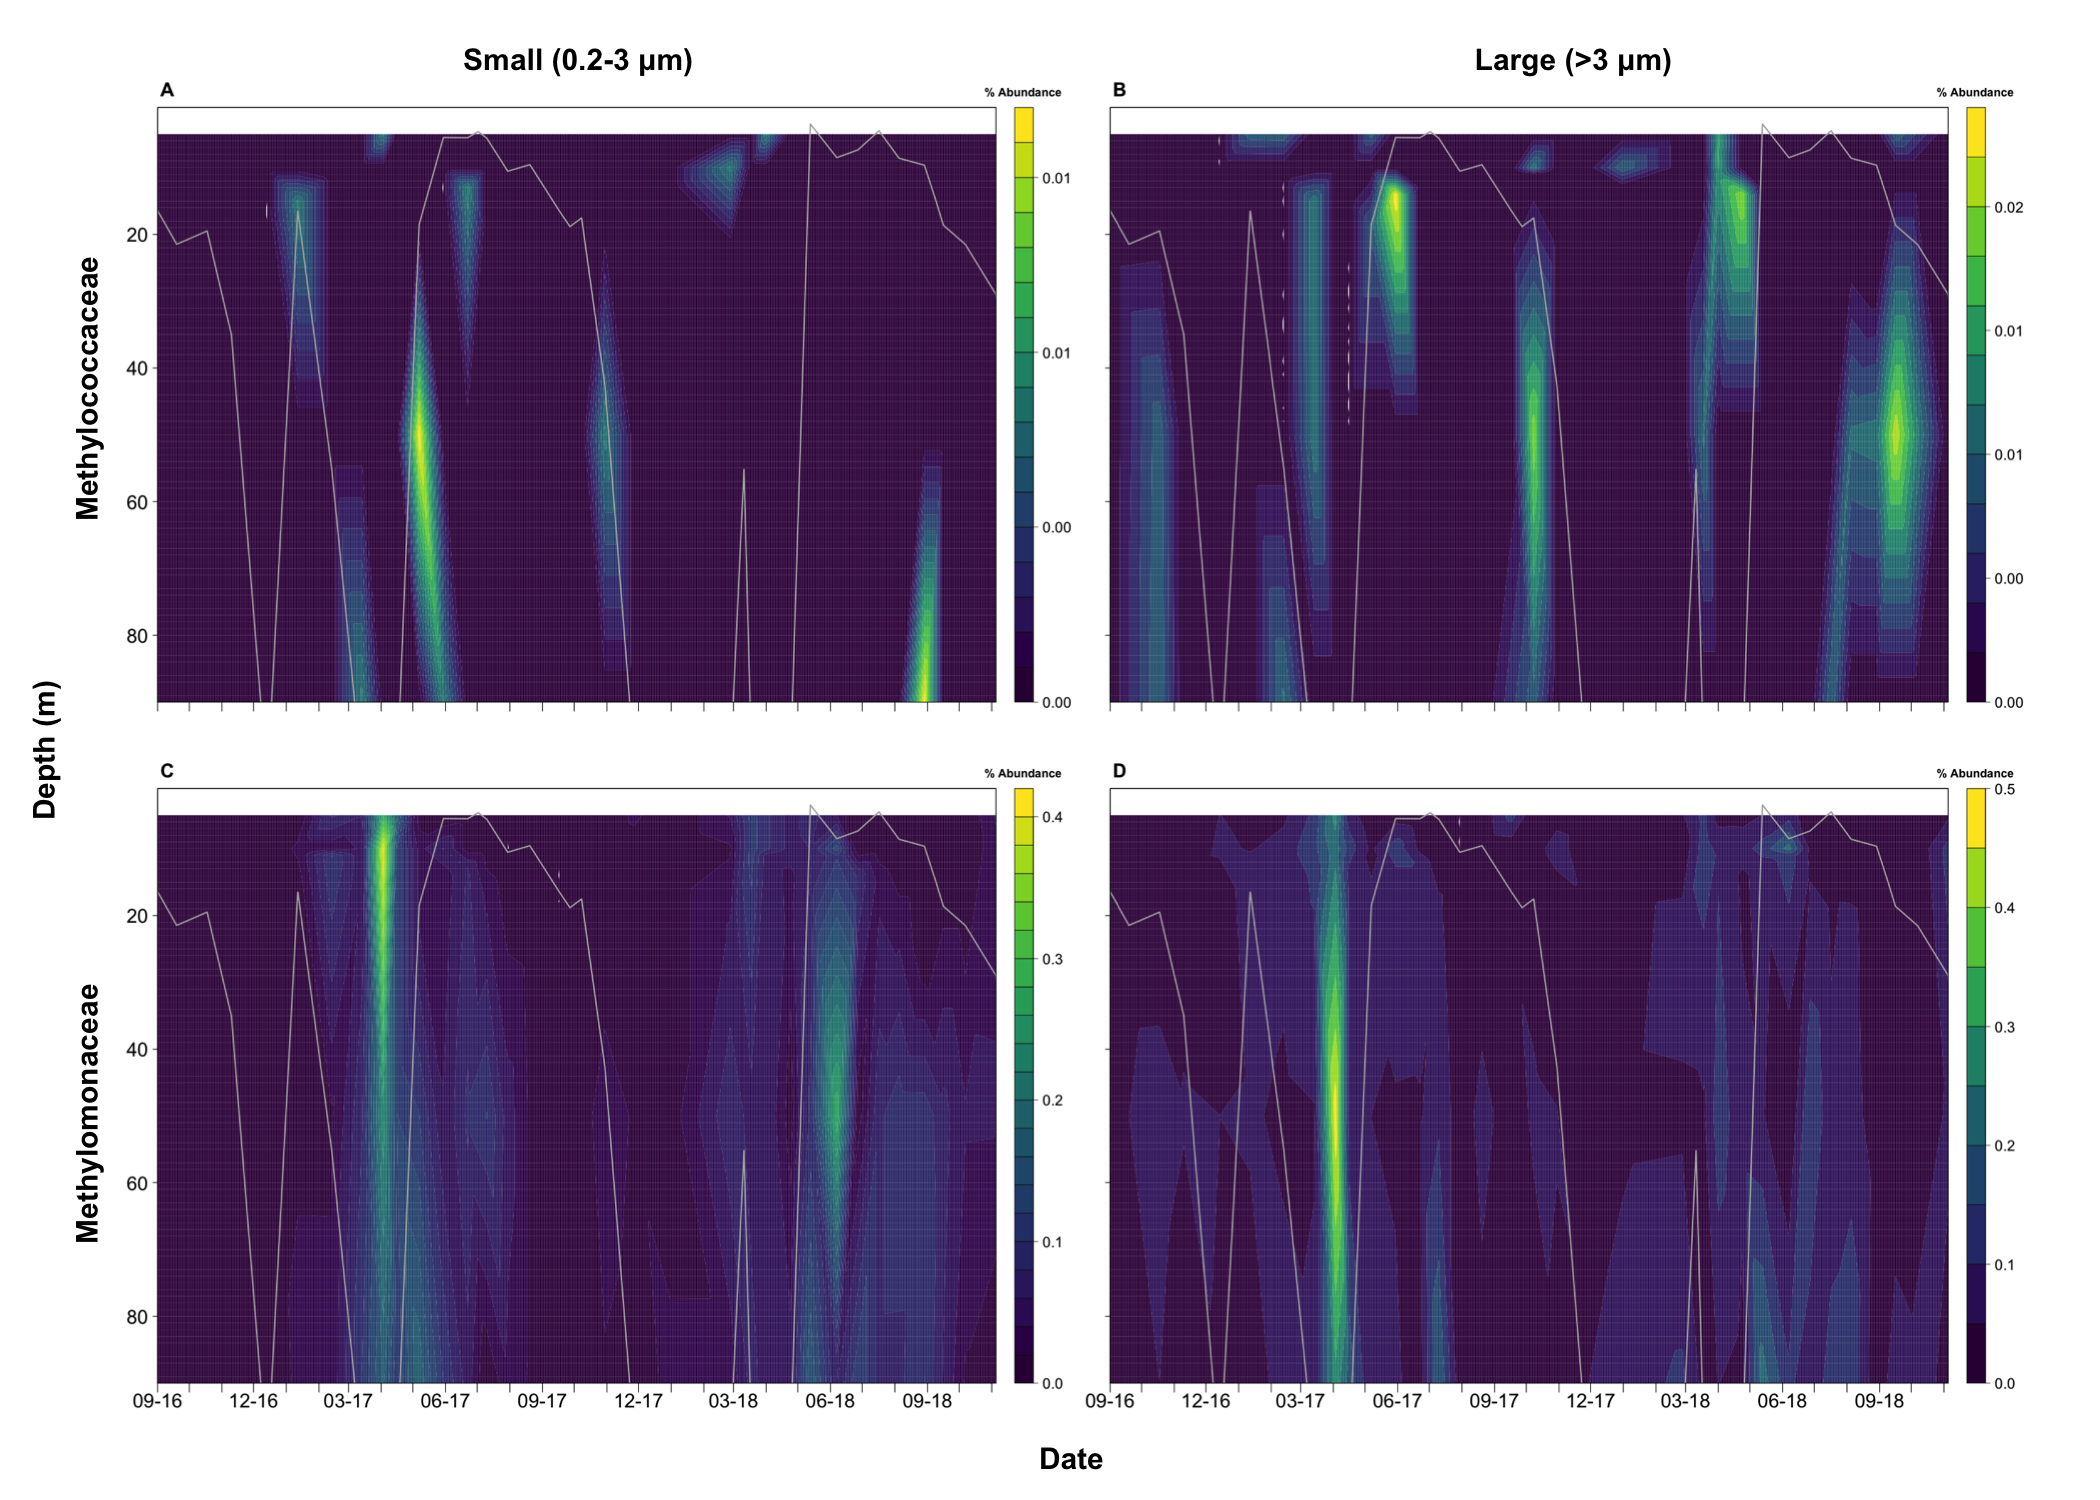 Small (0.2-3 µm)
Large (>3 µm)
A
% Abundance
B
% Abundance
Methylococcaceae
20
40
60
80
0.01
0.01
0.00
0.00
0.02
0.01
0.01
0.00
0.00
Depth (m)
C
% Abundance
D
% Abundance
Methylomonaceae
20
40
60
80
0.4
0.3
0.2
0.1
0.0
0.5
0.4
0.3
0.2
0.1
0.0
09-16 12-16 03-17 06-17 09-17 12-17 03-18 06-18 09-18
09-16 12-16 03-17 06-17 09-17 12-17 03-18 06-18 09-18
Date